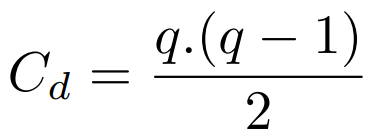 C_d = \frac{q.(q-1)}{2}